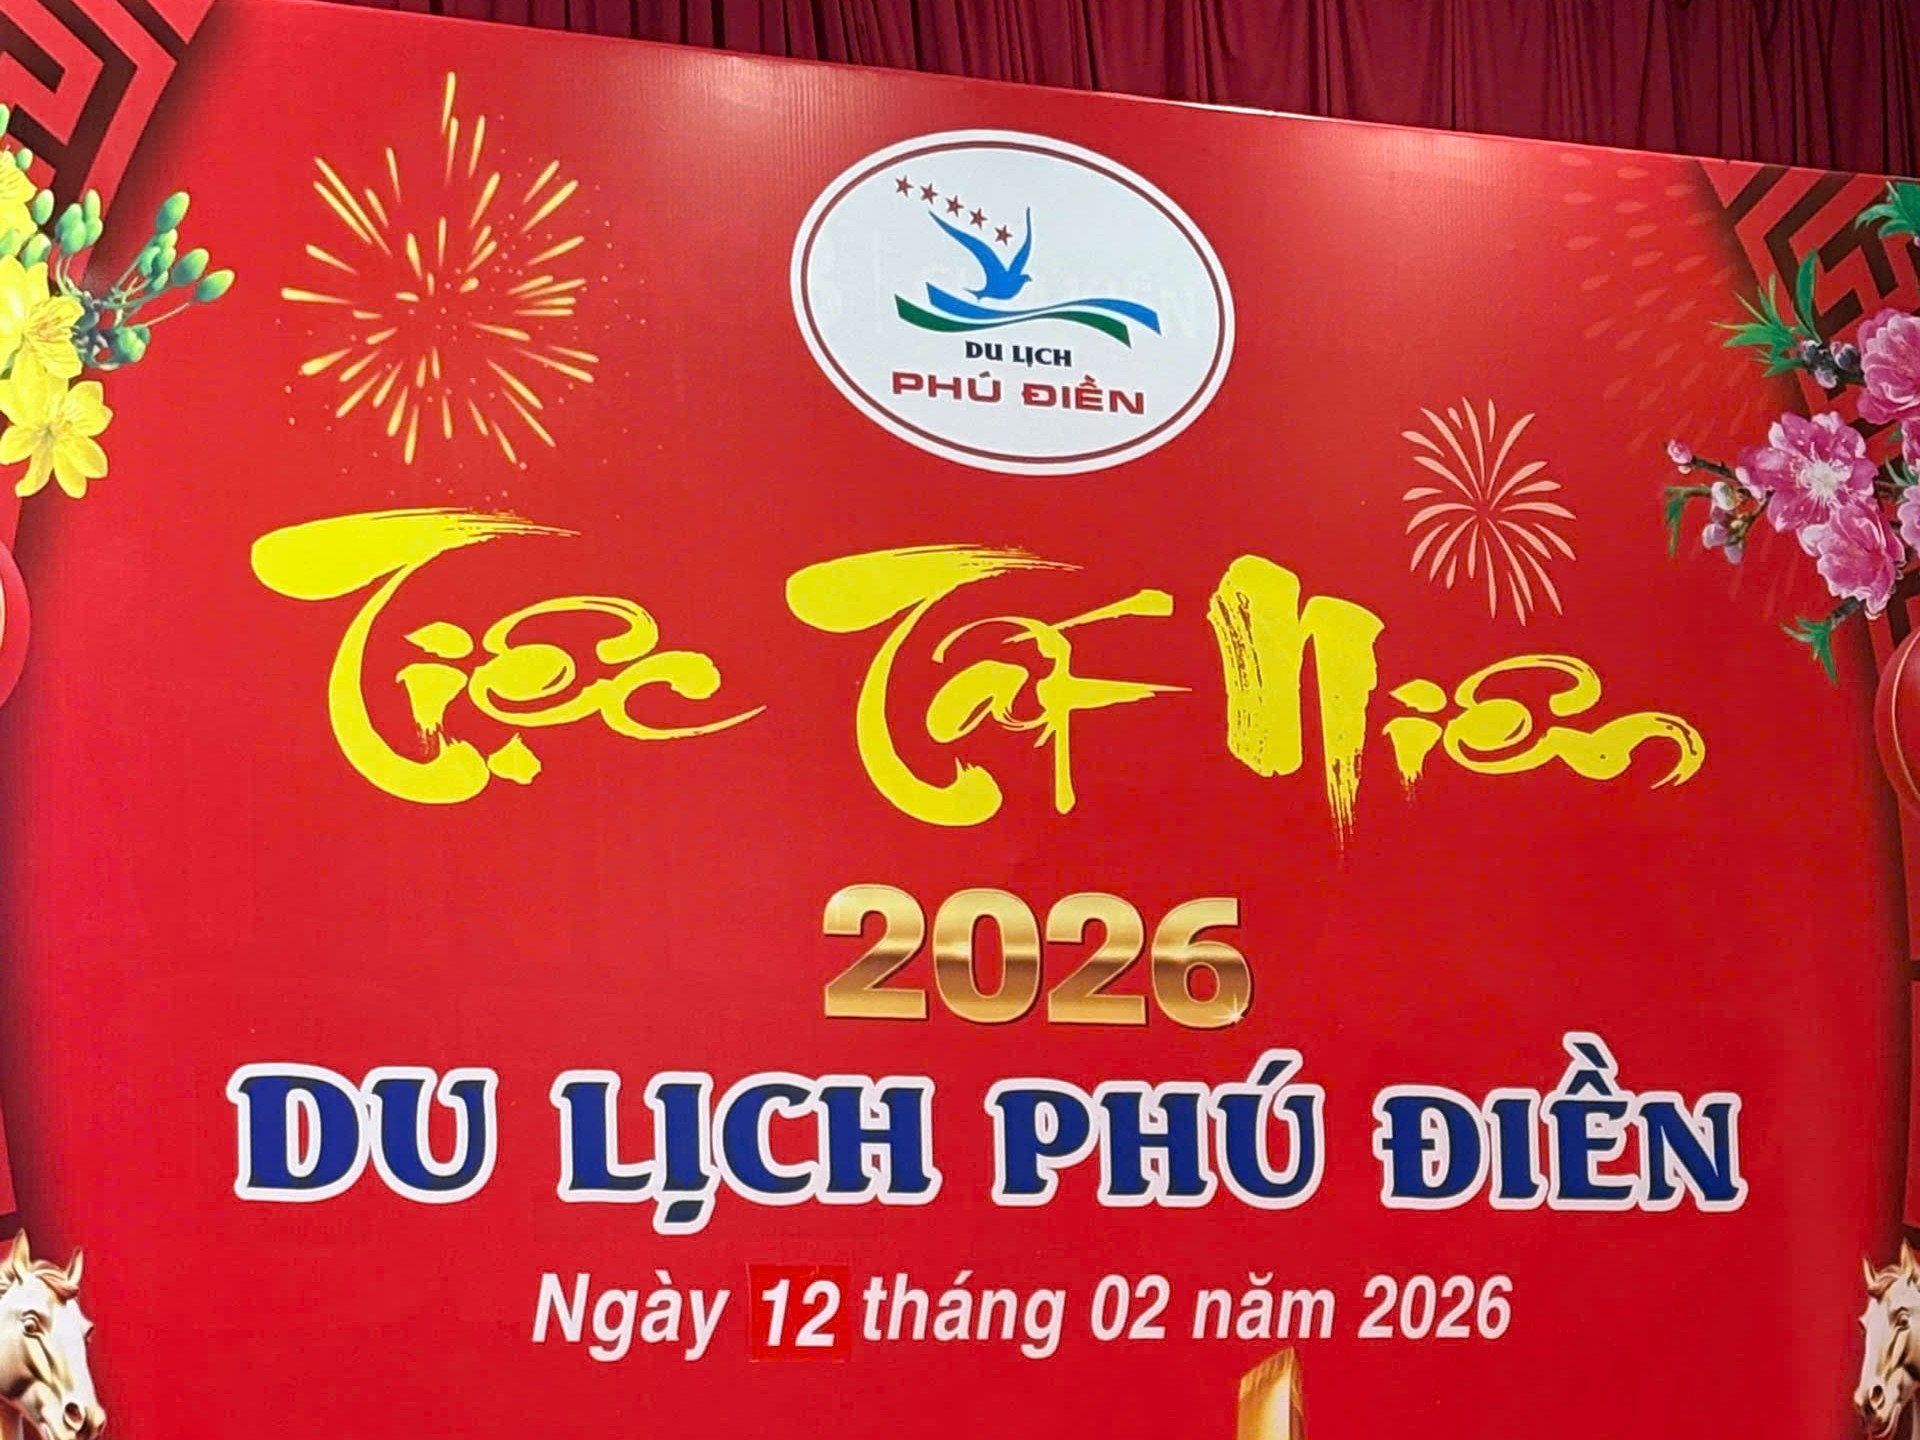 DU LỊCH
PHÚ ĐIỀN
Tiệc Tất Niên
2026
DU LỊCH PHÚ ĐIỀN
Ngày 12 tháng 02 năm 2026